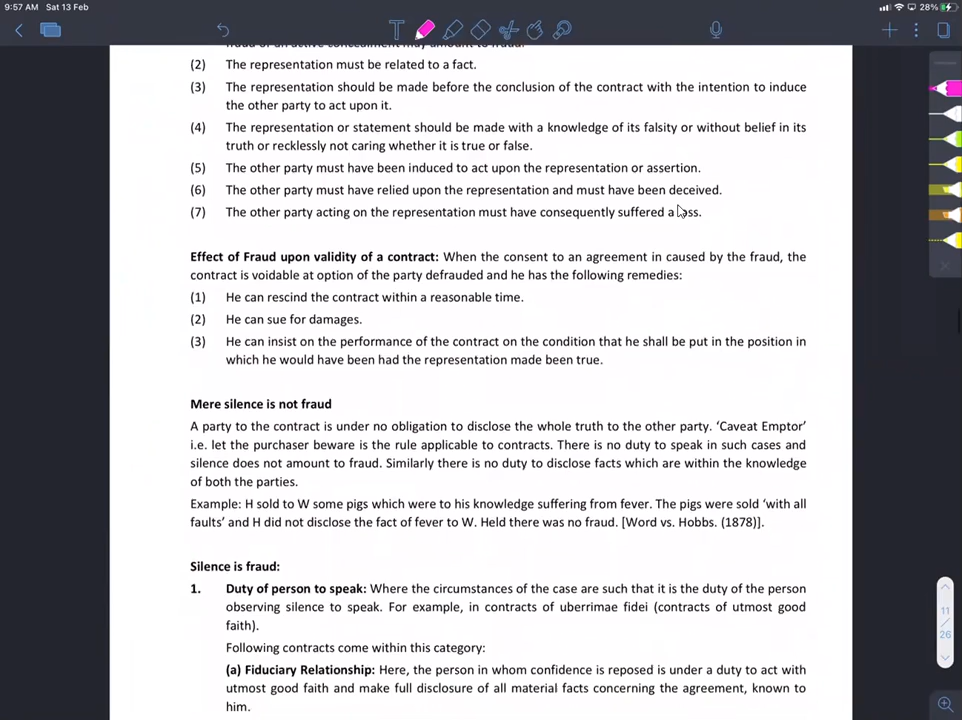 9:57 AM Sat 13 Feb
28%
(2) The representation must be related to a fact.
(3) The representation should be made before the conclusion of the contract with the intention to induce
the other party to act upon it.
(4) The representation or statement should be made with a knowledge of its falsity or without belief in its
truth or recklessly not caring whether it is true or false.
(5) The other party must have been induced to act upon the representation or assertion.
(6) The other party must have relied upon the representation and must have been deceived.
(7) The other party acting on the representation must have consequently suffered a loss.
Effect of Fraud upon validity of a contract: When the consent to an agreement in caused by the fraud, the
contract is voidable at option of the party defrauded and he has the following remedies:
(1) He can rescind the contract within a reasonable time.
(2) He can sue for damages.
(3) He can insist on the performance of the contract on the condition that he shall be put in the position in
which he would have been had the representation made been true.
Mere silence is not fraud
A party to the contract is under no obligation to disclose the whole truth to the other party. ‘Caveat Emptor’
i.e. let the purchaser beware is the rule applicable to contracts. There is no duty to speak in such cases and
silence does not amount to fraud. Similarly there is no duty to disclose facts which are within the knowledge
of both the parties.
Example: H sold to W some pigs which were to his knowledge suffering from fever. The pigs were sold ‘with all
faults’ and H did not disclose the fact of fever to W. Held there was no fraud. [Word vs. Hobbs. (1878)].
Silence is fraud:
1. Duty of person to speak: Where the circumstances of the case are such that it is the duty of the person
observing silence to speak. For example, in contracts of uberrimae fidei (contracts of utmost good
faith).
Following contracts come within this category:
(a) Fiduciary Relationship: Here, the person in whom confidence is reposed is under a duty to act with
utmost good faith and make full disclosure of all material facts concerning the agreement, known to
him.
11
/
26